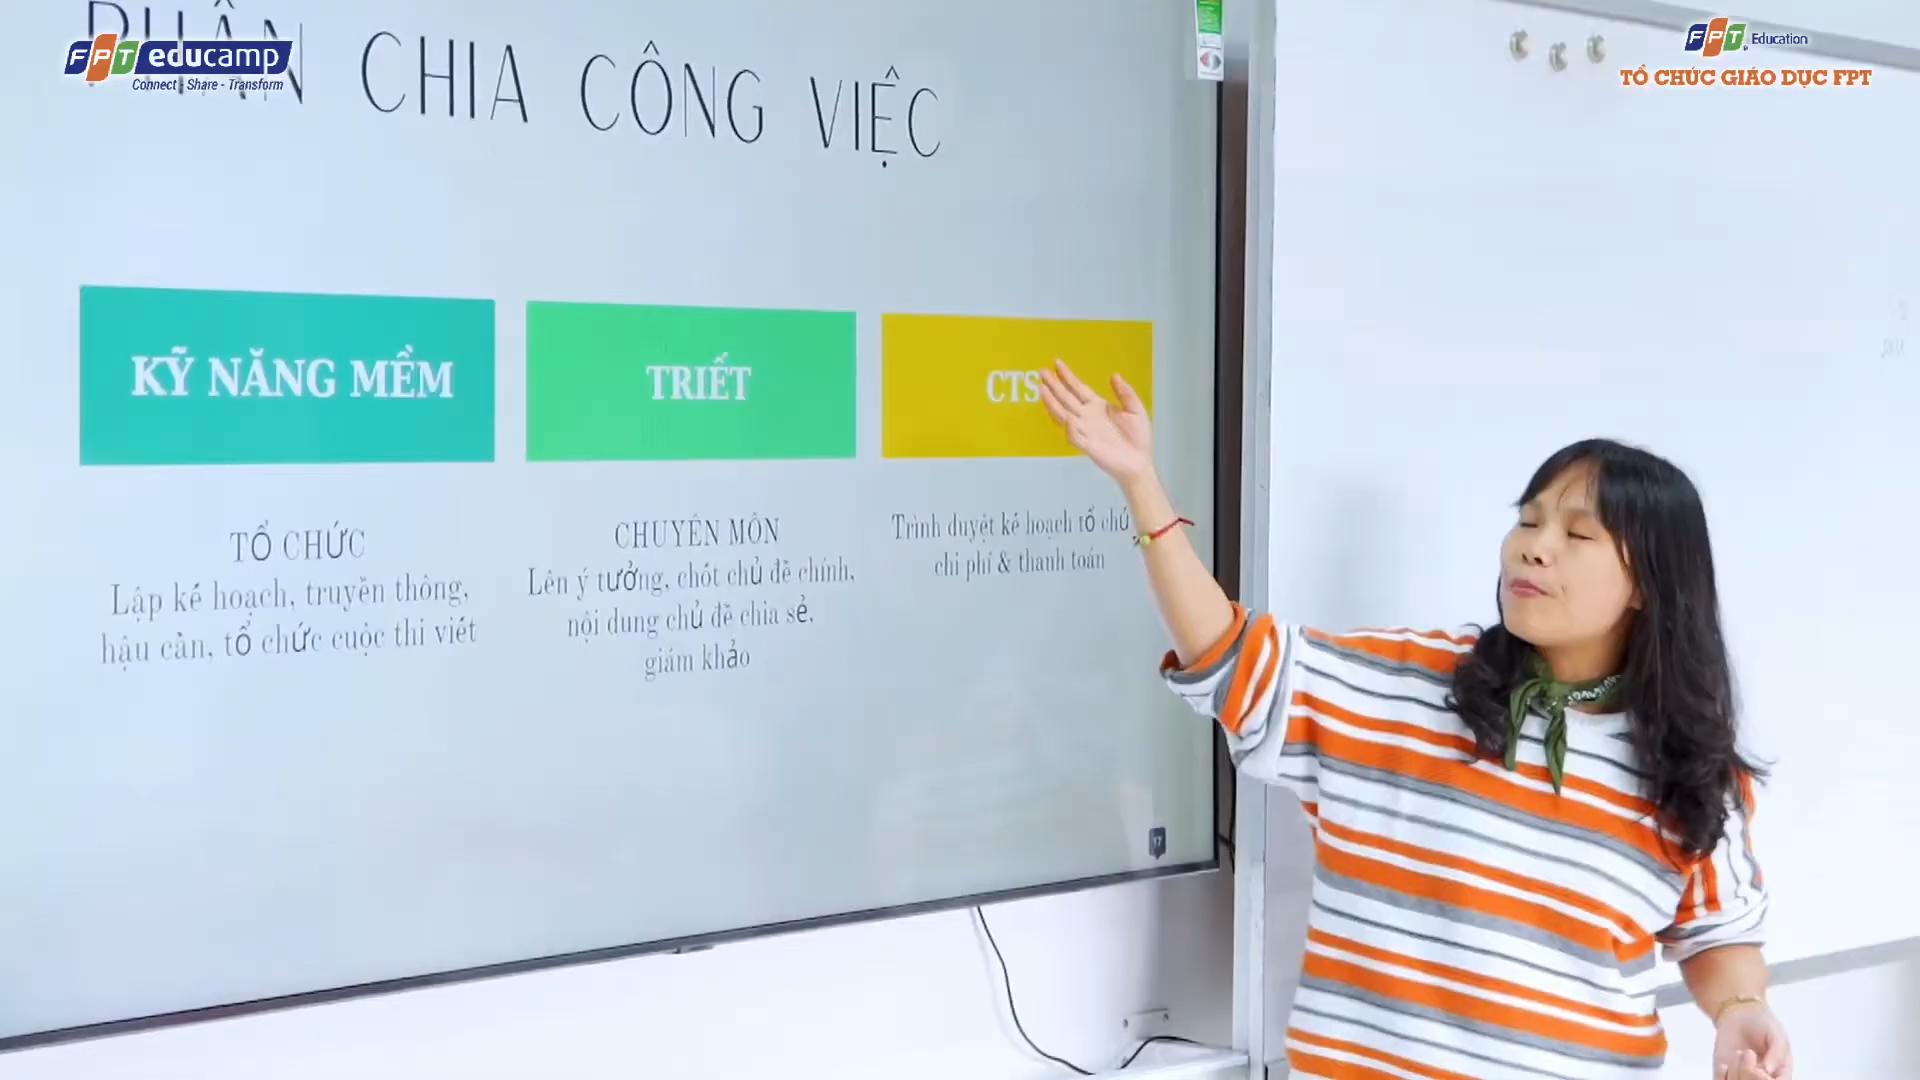 PHÂN CHIA CÔNG VIỆC
FPT educamp
Connect - Share - Transform
FPT Education
TỔ CHỨC GIÁO DỤC FPT
KỸ NĂNG MỀM
TỔ CHỨC
Lập kế hoạch, truyền thông,
hậu cần, tổ chức cuộc thi viết
TRIẾT
CHUYÊN MÔN
Lên ý tưởng, chốt chủ đề chính,
nội dung chủ đề chia sẻ,
giám khảo
Trình duyệt kế hoạch tổ
chi phí & thanh toán
17